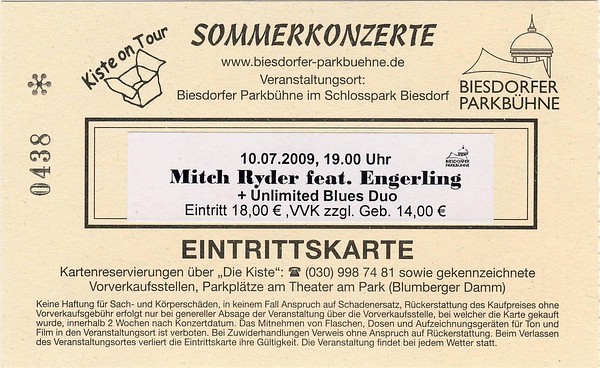 Kiste on Tour
SOMMERKONZERTE
www.biesdorfer-parkbuehne.de
Veranstaltungsort:
Biesdorfer Parkbühne im Schlosspark Biesdorf
BIESDORFER
PARKBÜHNE
0438
10.07.2009, 19.00 Uhr
BIESDORFER
PARKBÜHNE
Mitch Ryder feat. Engerling
+ Unlimited Blues Duo
Eintritt 18,00 € ,VVK zzgl. Geb. 14,00 €
EINTRITTSKARTE
Kartenreservierungen über „Die Kiste“: ☎ (030) 998 74 81 sowie gekennzeichnete
Vorverkaufsstellen, Parkplätze am Theater am Park (Blumberger Damm)
Keine Haftung für Sach- und Körperschäden, in keinem Fall Anspruch auf Schadenersatz, Rückerstattung des Kaufpreises ohne
Vorverkaufsgebühr erfolgt nur bei genereller Absage der Veranstaltung über die Vorverkaufsstelle, bei welcher die Karte gekauft
wurde, innerhalb 2 Wochen nach Konzertdatum. Das Mitnehmen von Flaschen, Dosen und Aufzeichnungsgeräten für Ton und
Film in den Veranstaltungsort ist verboten. Bei Zuwiderhandlungen Verweis ohne Anspruch auf Rückerstattung. Beim Verlassen
des Veranstaltungsortes verliert die Eintrittskarte ihre Gültigkeit. Die Veranstaltung findet bei jedem Wetter statt.